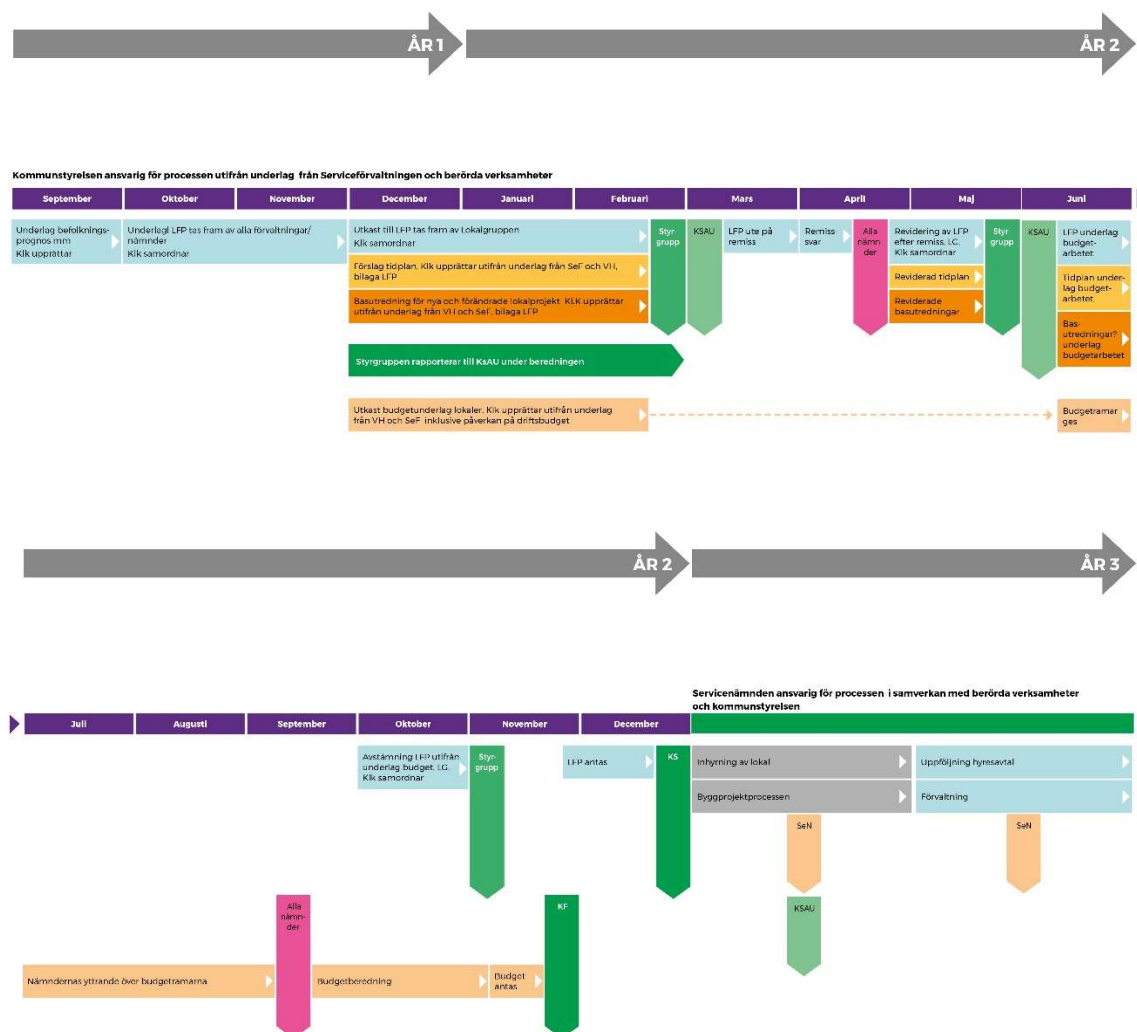 ÅR 1
ÅR 2
Kommunstyrelsen ansvarig för processen utifrån underlag från Serviceförvaltningen och berörda verksamheter
September
Oktober
November
December
Januari
Februari
Mars
April
Maj
Juni
Underlag befolknings-
prognos mm
Klk upprättar
Underlagl LFP tas fram av alla förvaltningar/
nämnder
Klk samordnar
Utkast till LFP tas fram av Lokalgruppen
Klk samordnar
Förslag tidplan. Klk upprättar utifrån underlag från SeF och VH,
bilaga LFP
Basutredning för nya och förändrade lokalprojekt KLK upprättar
utifrån underlag från VH och SeF, bilaga LFP
Styrgruppen rapporterar till KsAU under beredningen
Utkast budgetunderlag lokaler. Klk upprättar utifrån underlag
från VH och SeF inklusive påverkan på driftsbudget
Styr
grupp
KSAU
LFP ute på
remiss
Remiss
svar
Alla
nämn
der
Revidering av LFP
efter remiss. LG.
Klk samordnar
Reviderad tidplan
Reviderade
basutredningar
Styr
grupp
KSAU
LFP underlag
budget-
arbetet
Tidplan under-
lag budget-
arbetet
Bas-
utredningar?
underlag
budgetarbetet
Budgetramar
ges
ÅR 2
ÅR 3
Servicenämnden ansvarig för processen i samverkan med berörda verksamheter
och kommunstyrelsen
Juli
Augusti
September
Oktober
November
December
Avstämning LFP utifrån
underlag budget. LG.
Klk samordnar
Styr-
grupp
LFP antas
KS
Inhyrning av lokal
Uppföljning hyresavtal
Byggprojektprocessen
Förvaltning
SeN
SeN
KSAU
Alla
nämn-
der
KF
Nämndernas yttrande över budgetramarna
Budgetberedning
Budget
antas